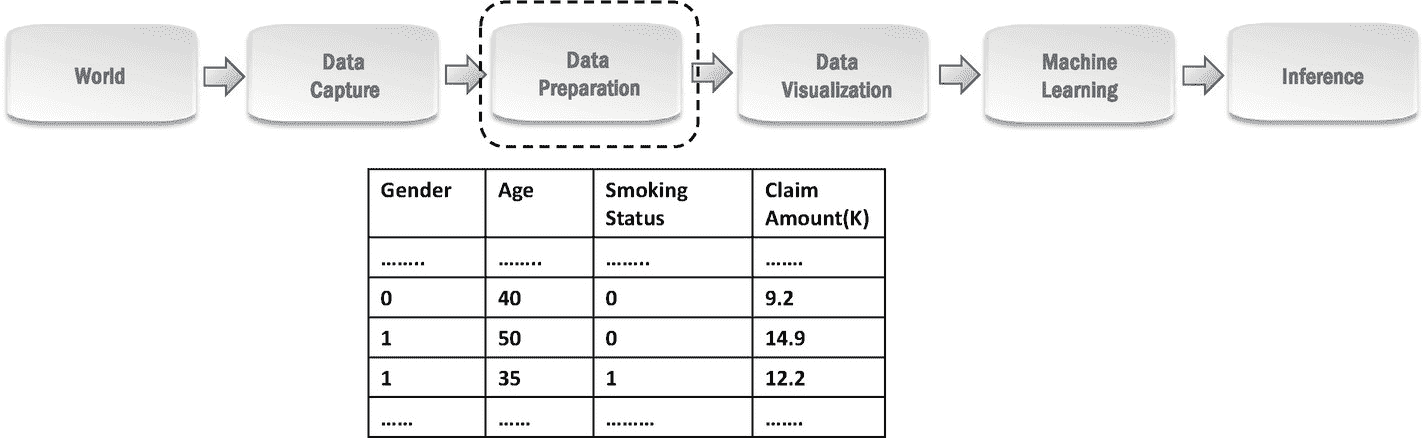 World
Data
Capture
Data
Preparation
Data
Visualization
Machine
Learning
Inference
Gender Age Smoking Claim
Status Amount(K)
........ ........ ........ .......
0 40 0 9.2
1 50 0 14.9
1 35 1 12.2
...... ...... ......... .......